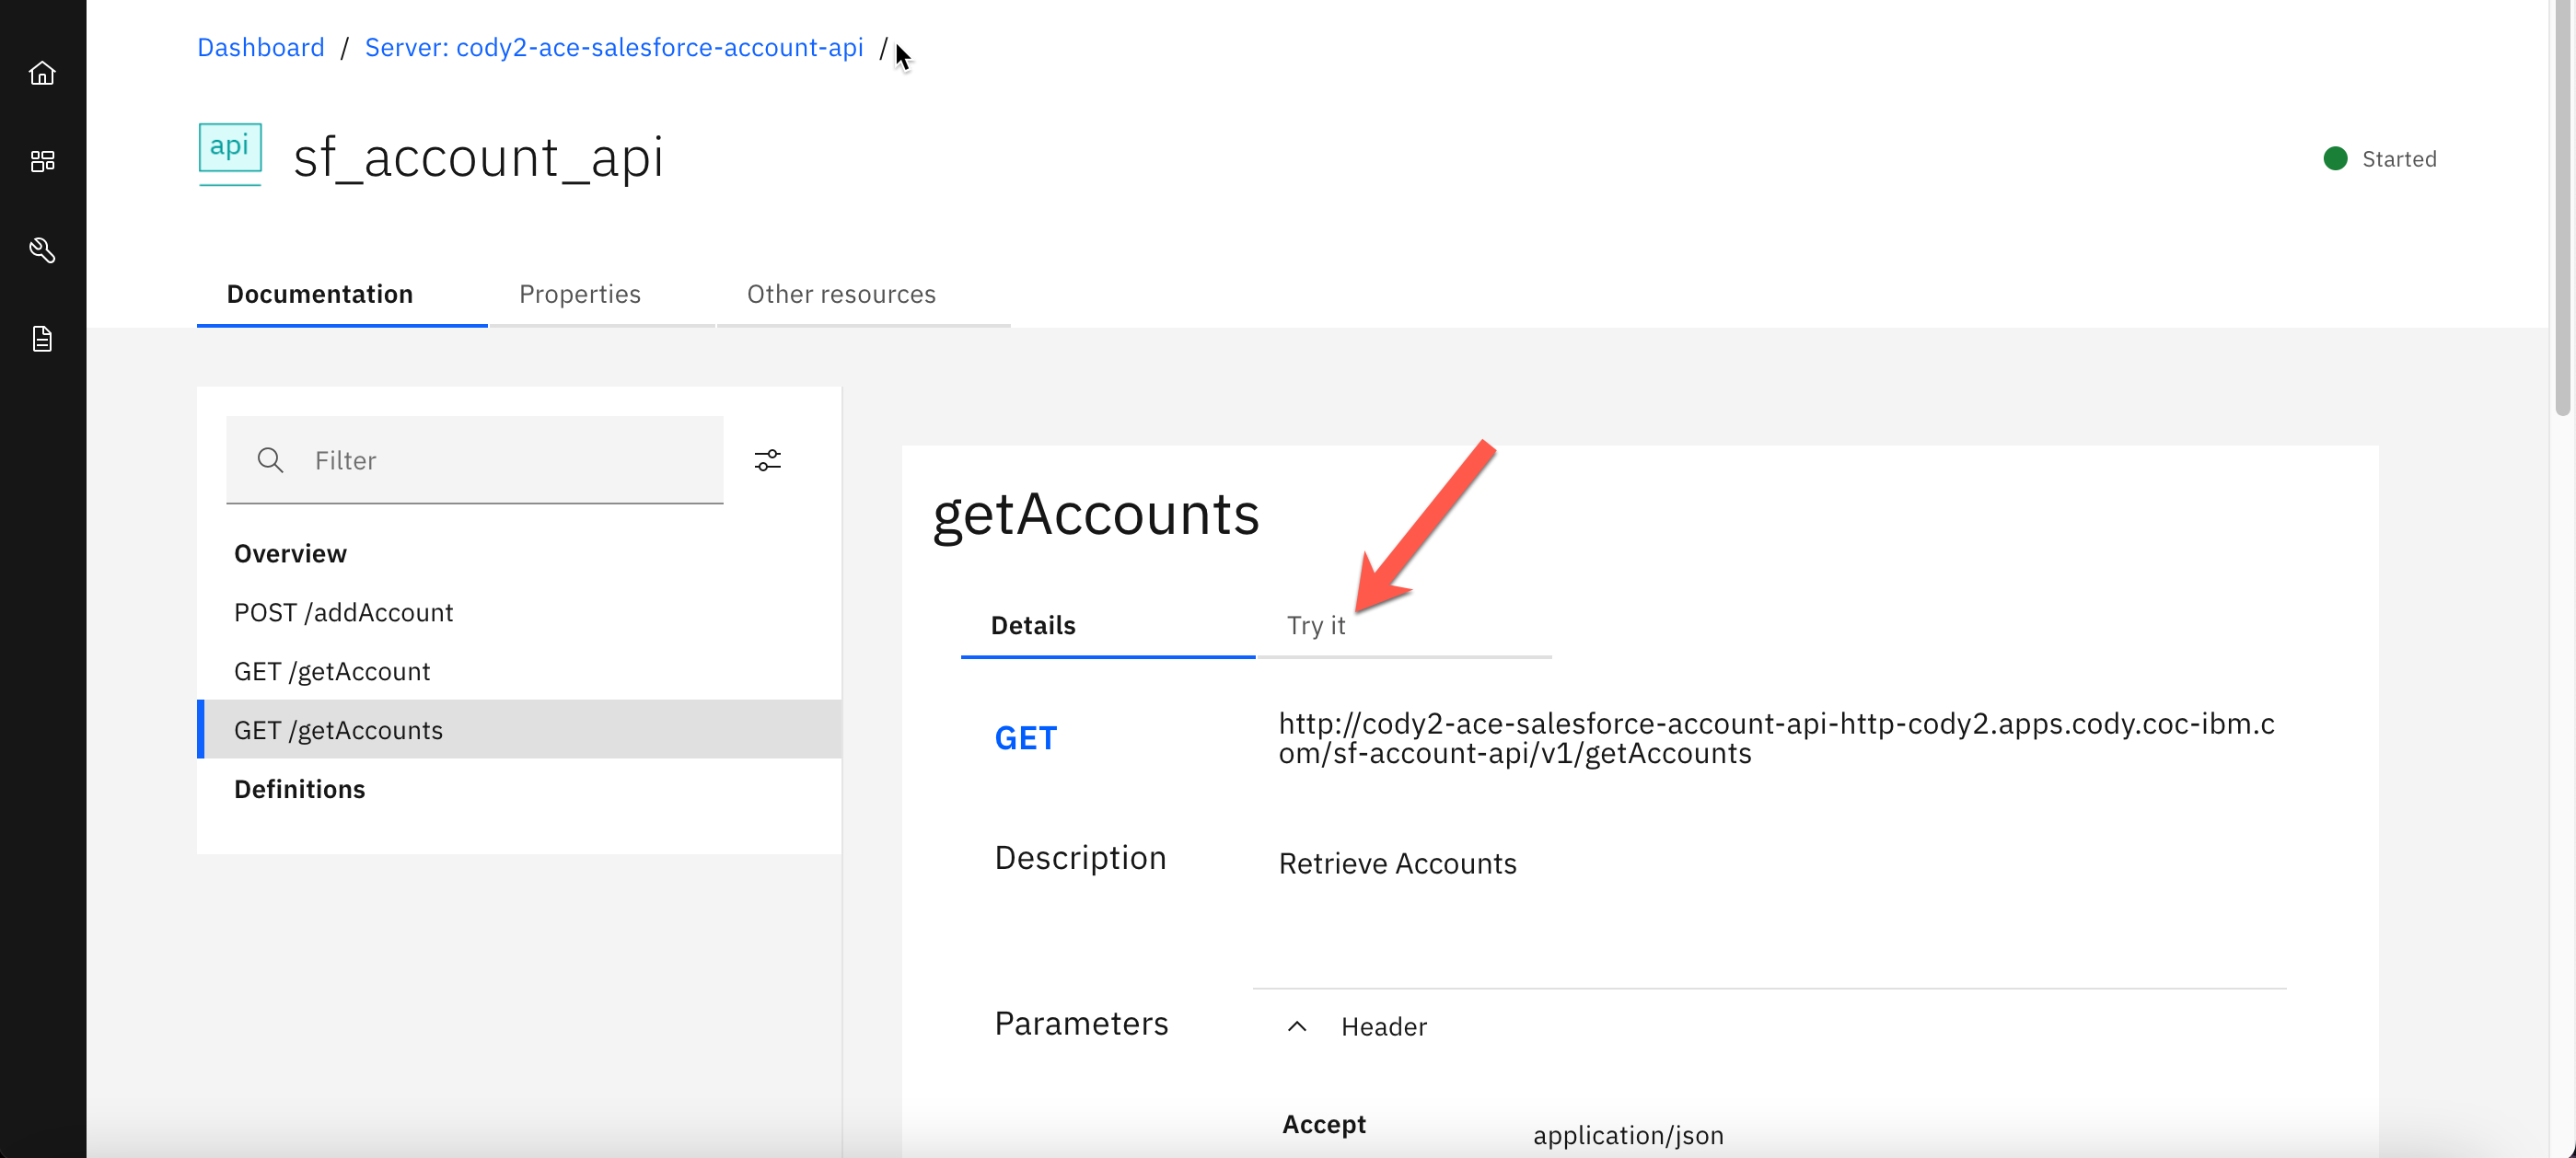 Dashboard / Server: cody2-ace-salesforce-account-api /
api
sf_account_api
Started
Documentation
Properties
Other resources
Filter
Overview
POST /addAccount
GET /getAccount
GET /getAccounts
Definitions
getAccounts
Details
Try it
GET
http://cody2-ace-salesforce-account-api-http-cody2.apps.cody.coc-ibm.c
om/sf-account-api/v1/getAccounts
Description
Retrieve Accounts
Parameters
Header
Accept
application/json